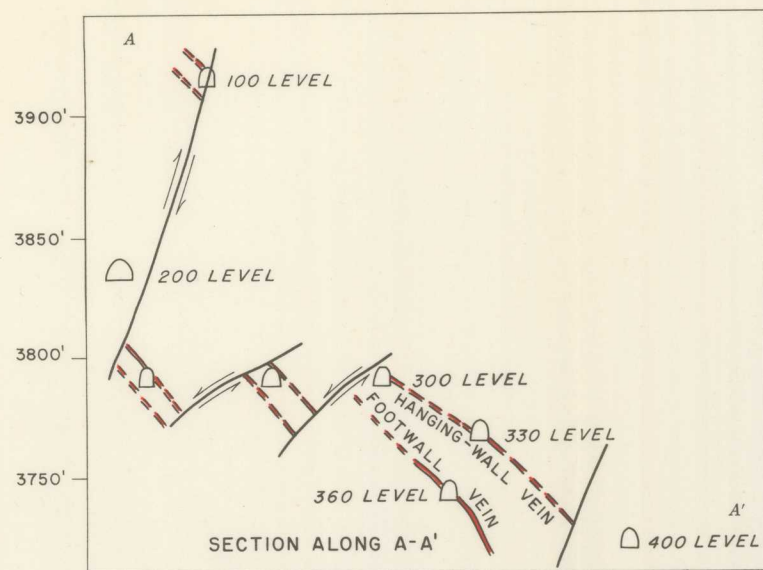 A
100 LEVEL
3900'
3850'
200 LEVEL
3800'
300 LEVEL
HANGING-WALL VEIN
FOOTWALL VEIN
330 LEVEL
3750'
360 LEVEL
A'
400 LEVEL
SECTION ALONG A-A'